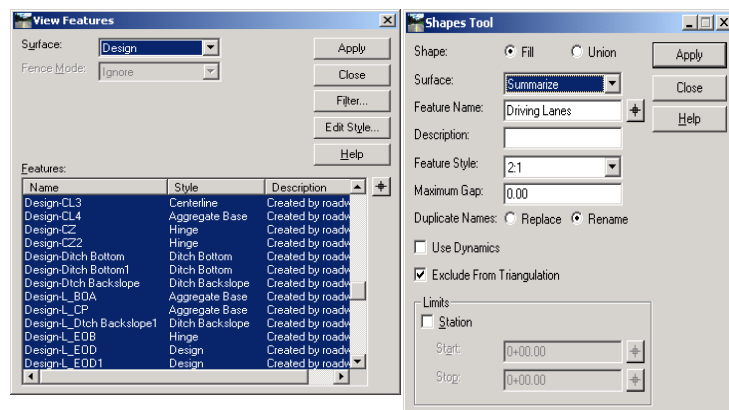 View Features
Surface: Design Apply
Fence Mode: Ignore Close
Filter...
Edit Style...
Help
Features:
Name Style Description
Design-CL3 Centerline Created by roadw
Design-CL4 Aggregate Base Created by roadw
Design-CZ Hinge Created by roadw
Design-CZ2 Hinge Created by roadw
Design-Ditch Bottom Ditch Bottom Created by roadw
Design-Ditch Bottom1 Ditch Bottom Created by roadw
Design-Dtch Backslope Ditch Backslope Created by roadw
Design-L_BOA Aggregate Base Created by roadw
Design-L_CP Aggregate Base Created by roadw
Design-L_Dtch Backslope1 Ditch Backslope Created by roadw
Design-L_EOB Hinge Created by roadw
Design-L_EOD Design Created by roadw
Design-L_EOD1 Design Created by roadw
Shapes Tool
Shape: Fill Union Apply
Surface: Summarize Close
Feature Name: Driving Lanes Help
Description:
Feature Style: 2:1
Maximum Gap: 0.00
Duplicate Names: Replace Rename
Use Dynamics
Exclude From Triangulation
Limits
Station
Start: 0+00.00
Stop: 0+00.00